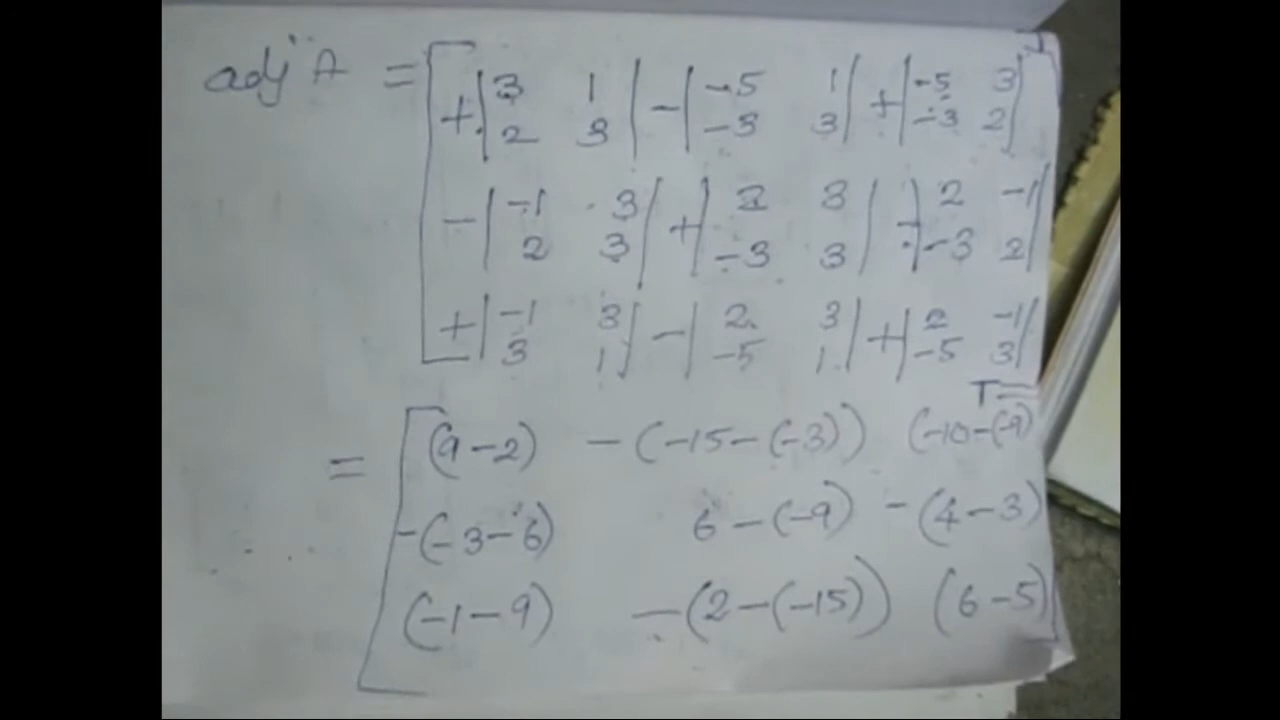 adj A = [ +| 3 1 | -| -5 1 | +| -5 3 |
2 3 -3 3 -3 2
-| -1 3 | +| 2 3 | -| 2 -1 |
2 3 -3 3 -3 2
+| -1 3 | -| 2 3 | +| 2 -1 |
3 1 -5 1 -5 3
T =
= [ (9-2) -(-15-(-3)) (-10-(-9)
-(-3-6) 6-(-9) -(4-3)
(-1-9) -(2-(-15)) (6-5) ]